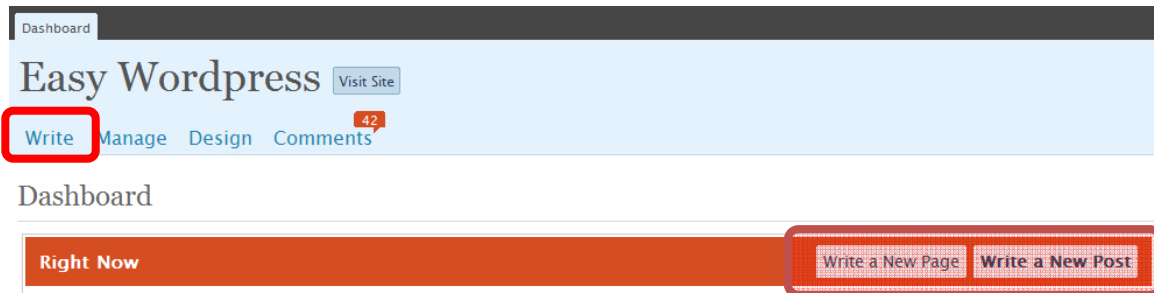 Dashboard
Easy Wordpress Visit Site
42
Write Manage Design Comments
Dashboard
Right Now Write a New Page Write a New Post